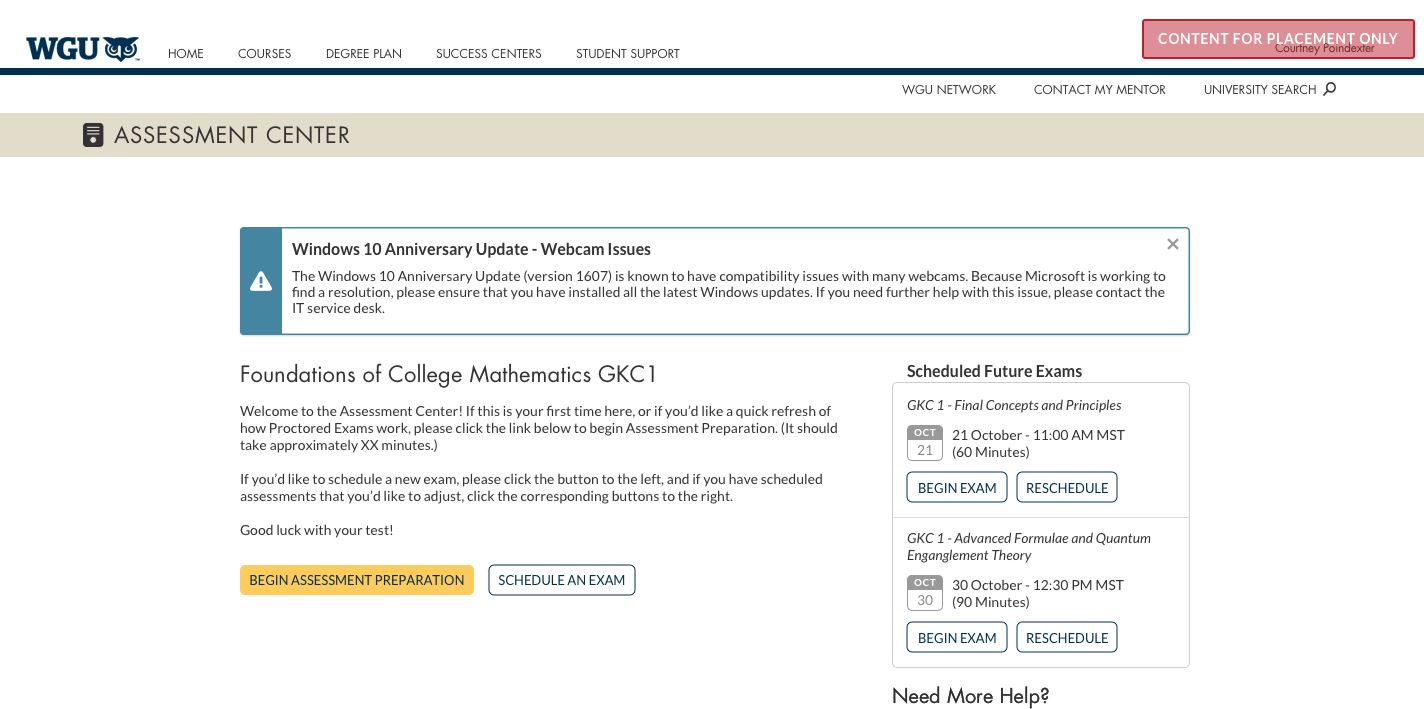 CONTENT FOR PLACEMENT ONLY
Courtney Poindexter
WGU
HOME COURSES DEGREE PLAN SUCCESS CENTERS STUDENT SUPPORT
WGU NETWORK CONTACT MY MENTOR UNIVERSITY SEARCH
ASSESSMENT CENTER
Windows 10 Anniversary Update - Webcam Issues
The Windows 10 Anniversary Update (version 1607) is known to have compatibility issues with many webcams. Because Microsoft is working to
find a resolution, please ensure that you have installed all the latest Windows updates. If you need further help with this issue, please contact the
IT service desk.
Foundations of College Mathematics GKC1
Welcome to the Assessment Center! If this is your first time here, or if you’d like a quick refresh of
how Proctored Exams work, please click the link below to begin Assessment Preparation. (It should
take approximately XX minutes.)
If you’d like to schedule a new exam, please click the button to the left, and if you have scheduled
assessments that you’d like to adjust, click the corresponding buttons to the right.
Good luck with your test!
BEGIN ASSESSMENT PREPARATION SCHEDULE AN EXAM
Scheduled Future Exams
GKC 1 - Final Concepts and Principles
OCT
21
21 October - 11:00 AM MST
(60 Minutes)
BEGIN EXAM RESCHEDULE
GKC 1 - Advanced Formulae and Quantum
Enganglement Theory
OCT
30
30 October - 12:30 PM MST
(90 Minutes)
BEGIN EXAM RESCHEDULE
Need More Help?